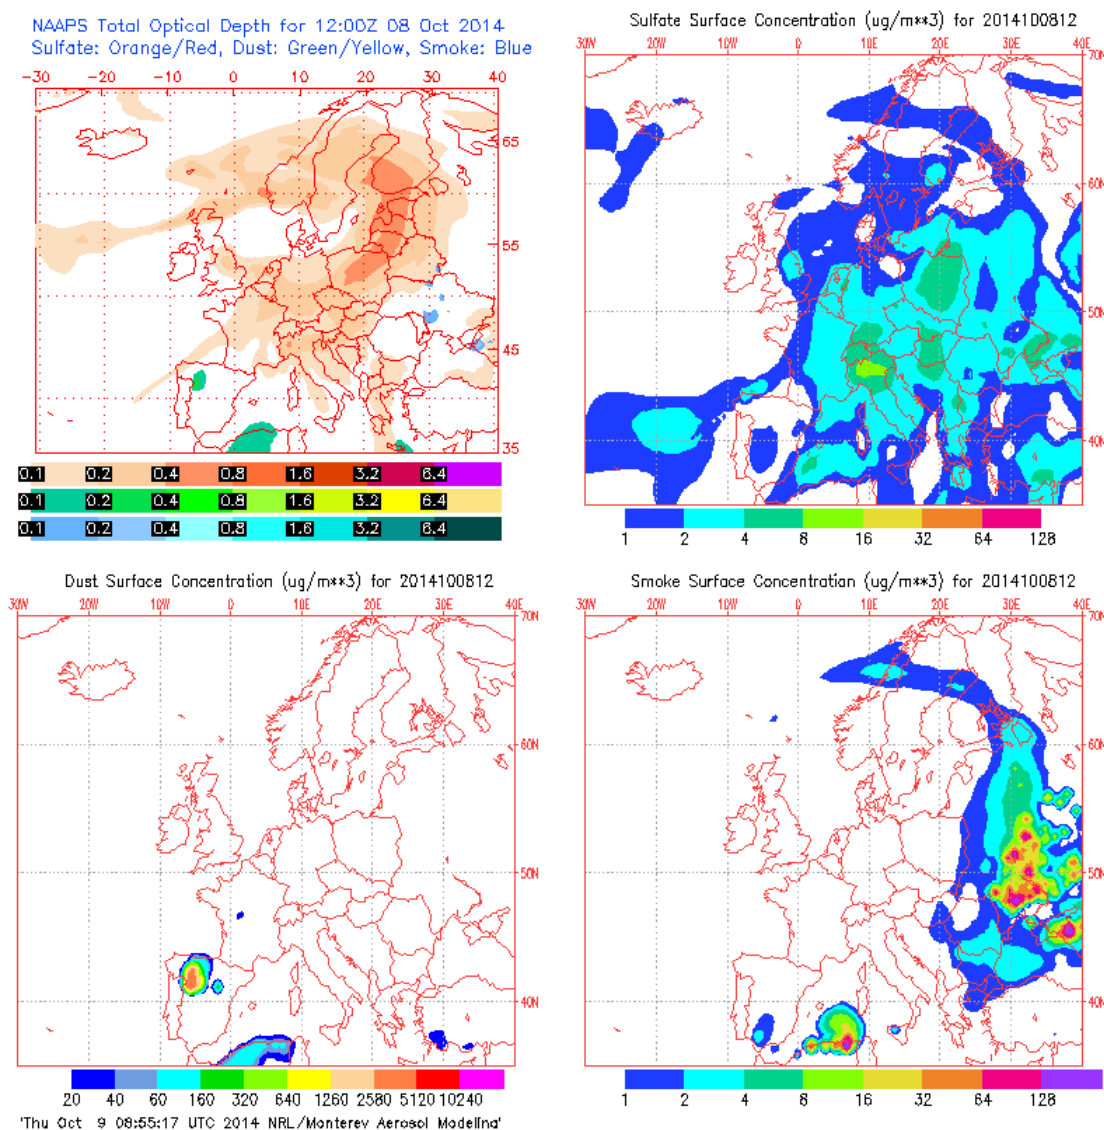 NAAPS Total Optical Depth for 12:00Z 08 Oct 2014
Sulfate: Orange/Red, Dust: Green/Yellow, Smoke: Blue
-30 -20 -10 0 10 20 30 40
65
55
45
35
0.1 0.2 0.4 0.8 1.6 3.2 6.4
0.1 0.2 0.4 0.8 1.6 3.2 6.4
0.1 0.2 0.4 0.8 1.6 3.2 6.4
Sulfate Surface Concentration (ug/m**3) for 2014100812
30W 20W 10W 0 10E 20E 30E 40E
70N
60N
50N
40N
1 2 4 8 16 32 64 128
Dust Surface Concentration (ug/m**3) for 2014100812
30W 20W 10W 0 10E 20E 30E 40E
70N
60N
50N
40N
20 40 60 160 320 640 1260 2580 5120 10240
'Thu Oct 9 08:55:17 UTC 2014 NRL/Monterey Aerosol Modeling'
Smoke Surface Concentration (ug/m**3) for 2014100812
30W 20W 10W 0 10E 20E 30E 40E
70N
60N
50N
40N
1 2 4 8 16 32 64 128